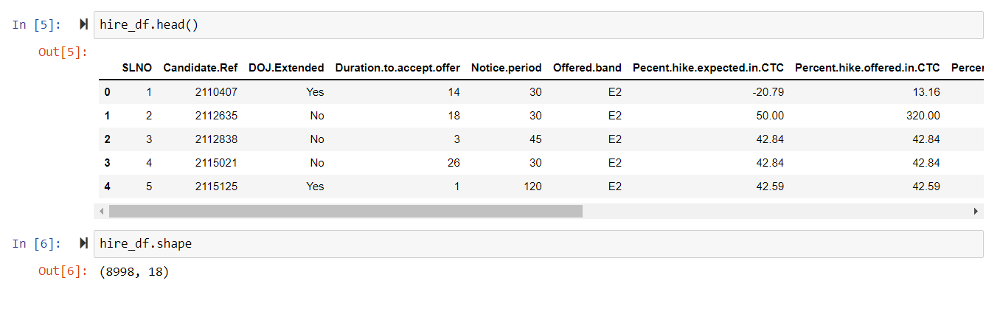 In [5]: hire_df.head()
Out[5]:
SLNO Candidate.Ref DOJ.Extended Duration.to.accept.offer Notice.period Offered.band Pecent.hike.expected.in.CTC Percent.hike.offered.in.CTC Percer
0 1 2110407 Yes 14 30 E2 -20.79 13.16
1 2 2112635 No 18 30 E2 50.00 320.00
2 3 2112838 No 3 45 E2 42.84 42.84
3 4 2115021 No 26 30 E2 42.84 42.84
4 5 2115125 Yes 1 120 E2 42.59 42.59
In [6]: hire_df.shape
Out[6]: (8998, 18)